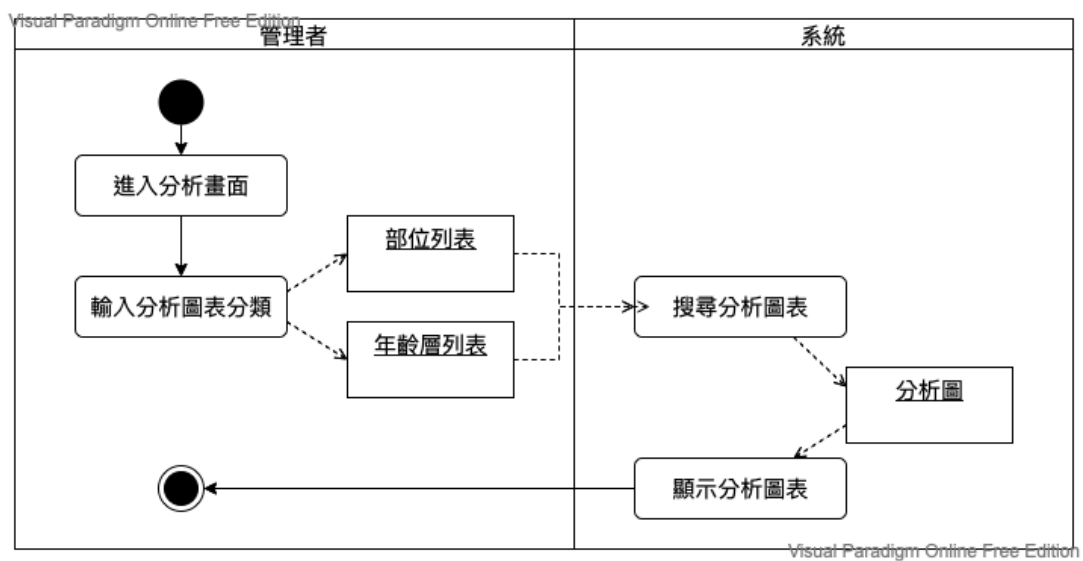 Visual Paradigm Online Free Edition
管理者
系統
進入分析畫面
輸入分析圖表分類
部位列表
年齡層列表
搜尋分析圖表
分析圖
顯示分析圖表
Visual Paradigm Online Free Edition